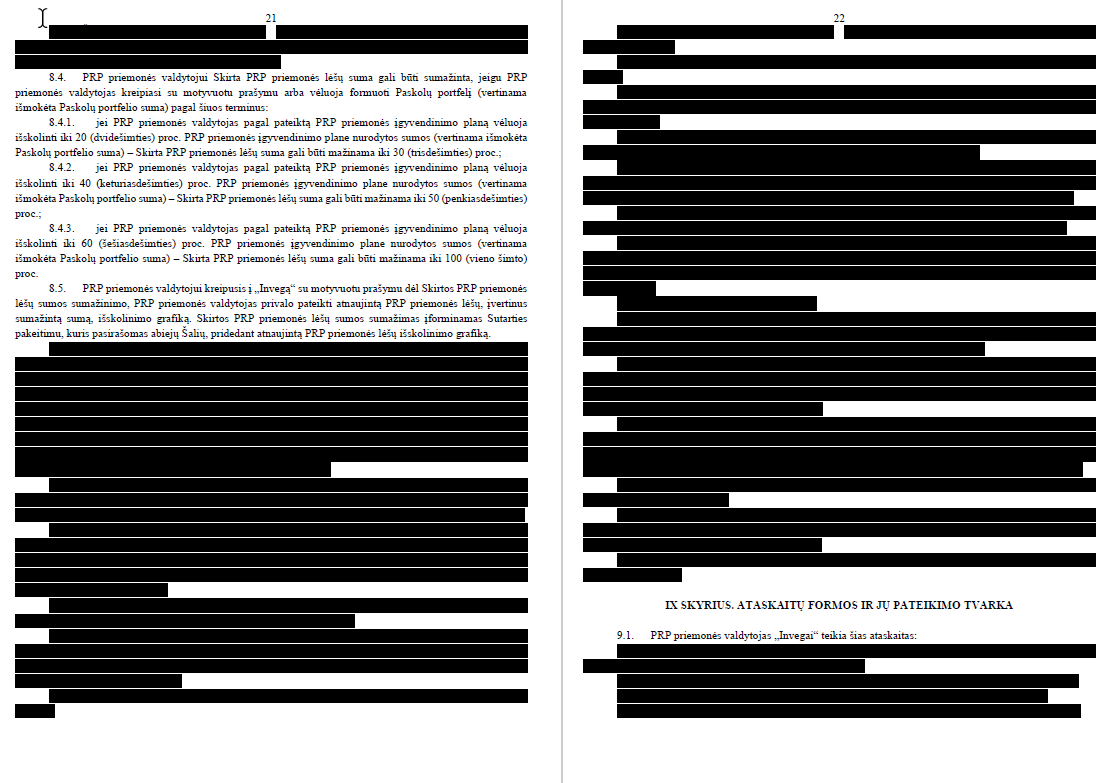 21
8.4. PRP priemonės valdytojui Skirta PRP priemonės lėšų suma gali būti sumažinta, jeigu PRP
priemonės valdytojas kreipiasi su motyvuotu prašymu arba vėluoja formuoti Paskolų portfelį (vertinama
išmokėta Paskolų portfelio suma) pagal šiuos terminus:
8.4.1. jei PRP priemonės valdytojas pagal pateiktą PRP priemonės įgyvendinimo planą vėluoja
išskolinti iki 20 (dvidešimties) proc. PRP priemonės įgyvendinimo plane nurodytos sumos (vertinama išmokėta
Paskolų portfelio suma) – Skirta PRP priemonės lėšų suma gali būti mažinama iki 30 (trisdešimties) proc.;
8.4.2. jei PRP priemonės valdytojas pagal pateiktą PRP priemonės įgyvendinimo planą vėluoja
išskolinti iki 40 (keturiasdešimties) proc. PRP priemonės įgyvendinimo plane nurodytos sumos (vertinama
išmokėta Paskolų portfelio suma) – Skirta PRP priemonės lėšų suma gali būti mažinama iki 50 (penkiasdešimties)
proc.;
8.4.3. jei PRP priemonės valdytojas pagal pateiktą PRP priemonės įgyvendinimo planą vėluoja
išskolinti iki 60 (šešiasdešimties) proc. PRP priemonės įgyvendinimo plane nurodytos sumos (vertinama
išmokėta Paskolų portfelio suma) – Skirta PRP priemonės lėšų suma gali būti mažinama iki 100 (vieno šimto)
proc.
8.5. PRP priemonės valdytojui kreipusis į „Invegą“ su motyvuotu prašymu dėl Skirtos PRP priemonės
lėšų sumos sumažinimo, PRP priemonės valdytojas privalo pateikti atnaujintą PRP priemonės lėšų, įvertinus
sumažintą sumą, išskolinimo grafiką. Skirtos PRP priemonės lėšų sumos sumažimas įforminamas Sutarties
pakeitimu, kuris pasirašomas abiejų Šalių, pridedant atnaujintą PRP priemonės lėšų išskolinimo grafiką.
22
IX SKYRIUS. ATASKAITŲ FORMOS IR JŲ PATEIKIMO TVARKA
9.1. PRP priemonės valdytojas „Invegai“ teikia šias ataskaitas: